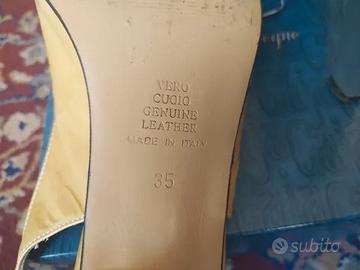 VERO
CUOIO
GENUINE
LEATHER
MADE IN ITALY
35
subito